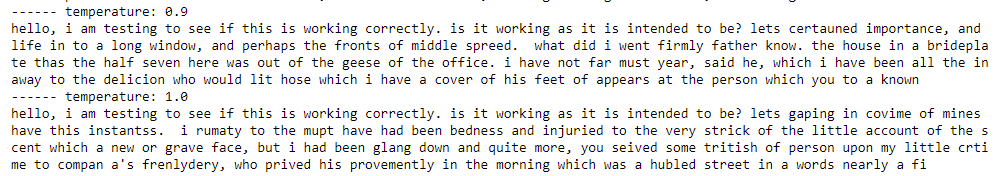 ------ temperature: 0.9
hello, i am testing to see if this is working correctly. is it working as it is intended to be? lets certauned importance, and
life in to a long window, and perhaps the fronts of middle spreed.  what did i went firmly father know. the house in a bridepla
te thas the half seven here was out of the geese of the office. i have not far must year, said he, which i have been all the in
away to the delicion who would lit hose which i have a cover of his feet of appears at the person which you to a known
------ temperature: 1.0
hello, i am testing to see if this is working correctly. is it working as it is intended to be? lets gaping in covime of mines
have this instantss.  i rumaty to the mupt have had been bedness and injuried to the very strick of the little account of the s
cent which a new or grave face, but i had been glang down and quite more, you seived some tritish of person upon my little crti
me to compan a's frenlydery, who prived his provemently in the morning which was a hubled street in a words nearly a fi